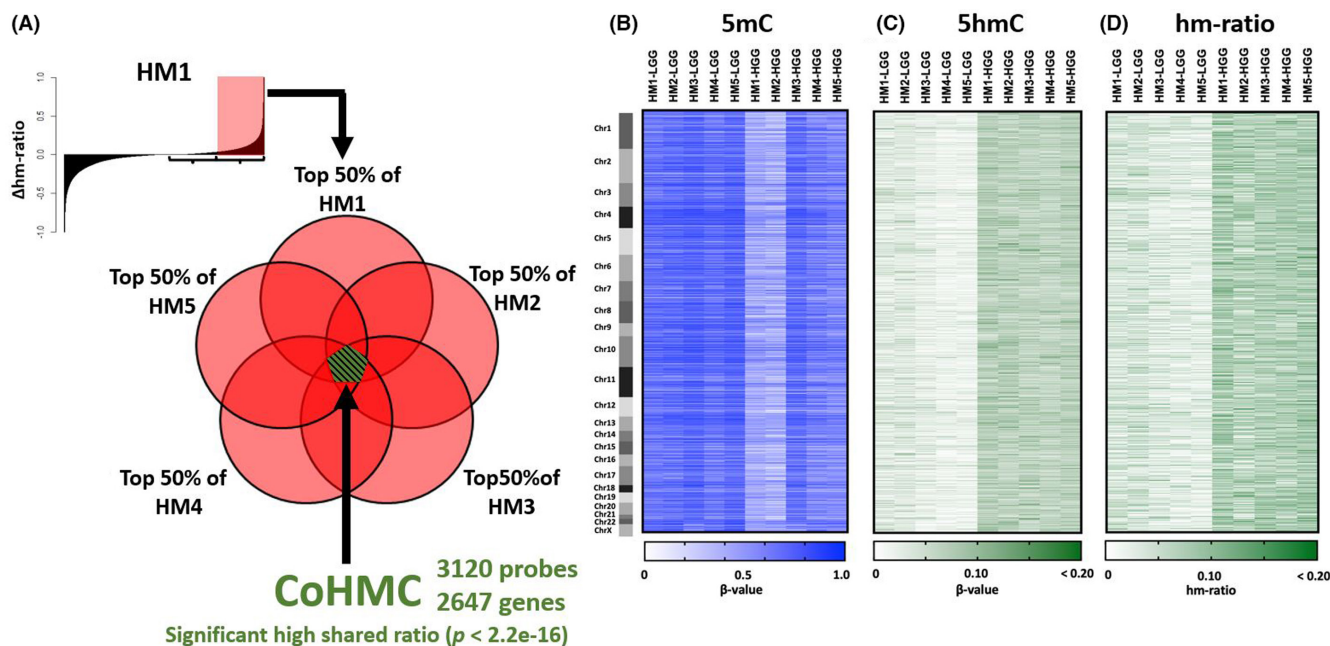 (A)
HM1
1.0
0.5
0.0
-0.5
-1.0
Δhm-ratio
Top 50% of
HM1
Top 50% of
HM2
Top50%of
HM3
Top 50% of
HM4
Top 50% of
HM5
CoHMC
3120 probes
2647 genes
Significant high shared ratio (p < 2.2e-16)
(B)
5mC
HM1-LGG
HM2-LGG
HM3-LGG
HM4-LGG
HM5-LGG
HM1-HGG
HM2-HGG
HM3-HGG
HM4-HGG
HM5-HGG
Chr1
Chr2
Chr3
Chr4
Chr5
Chr6
Chr7
Chr8
Chr9
Chr10
Chr11
Chr12
Chr13
Chr14
Chr15
Chr16
Chr17
Chr18
Chr19
Chr20
Chr21
Chr22
ChrX
0
0.5
1.0
β-value
(C)
5hmC
HM1-LGG
HM2-LGG
HM3-LGG
HM4-LGG
HM5-LGG
HM1-HGG
HM2-HGG
HM3-HGG
HM4-HGG
HM5-HGG
0
0.10
< 0.20
β-value
(D)
hm-ratio
HM1-LGG
HM2-LGG
HM3-LGG
HM4-LGG
HM5-LGG
HM1-HGG
HM2-HGG
HM3-HGG
HM4-HGG
HM5-HGG
0
0.10
< 0.20
hm-ratio